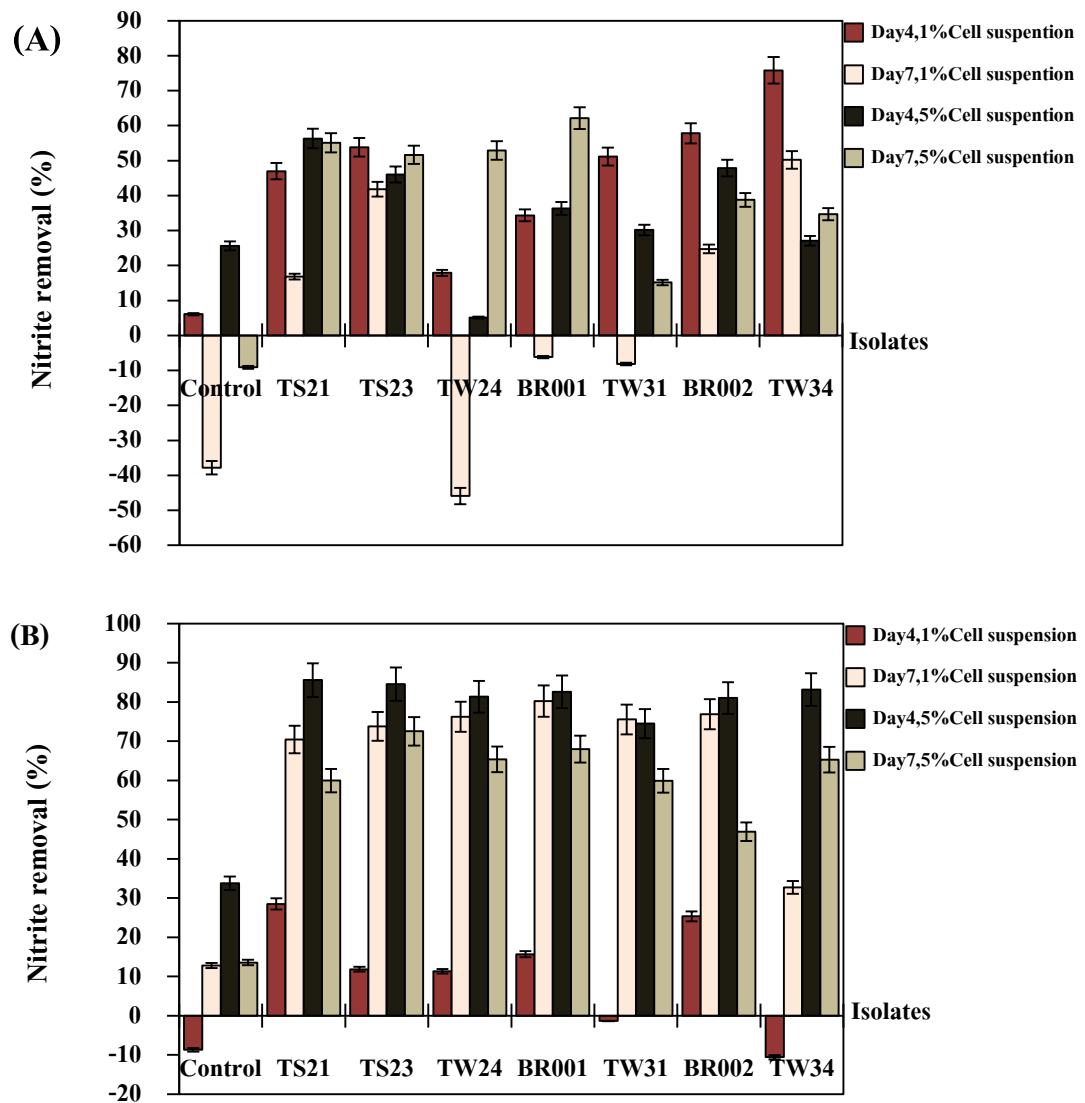 (A)
Nitrite removal (%)
90
80
70
60
50
40
30
20
10
0
-10
-20
-30
-40
-50
-60
Control TS21 TS23 TW24 BR001 TW31 BR002 TW34
Isolates
Day4,1%Cell suspention
Day7,1%Cell suspention
Day4,5%Cell suspention
Day7,5%Cell suspention
(B)
Nitrite removal (%)
100
90
80
70
60
50
40
30
20
10
0
-10
-20
Control TS21 TS23 TW24 BR001 TW31 BR002 TW34
Isolates
Day4,1%Cell suspension
Day7,1%Cell suspension
Day4,5%Cell suspension
Day7,5%Cell suspension